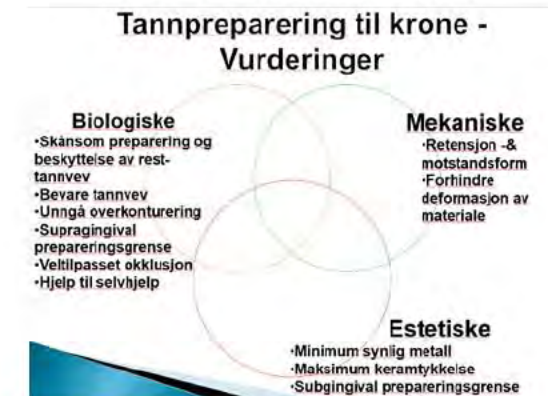 Tannpreparering til krone -
Vurderinger
Biologiske
•Skånsom preparering og
beskyttelse av rest-
tannvev
•Bevare tannvev
•Unngå overkonturering
•Supragingival
prepareringsgrense
•Veltilpasset okklusjon
•Hjelp til selvhjelp
Mekaniske
•Retensjon -&
motstandsform
•Forhindre
deformasjon av
materiale
Estetiske
•Minimum synlig metall
•Maksimum keramtykkelse
•Subgingival prepareringsgrense